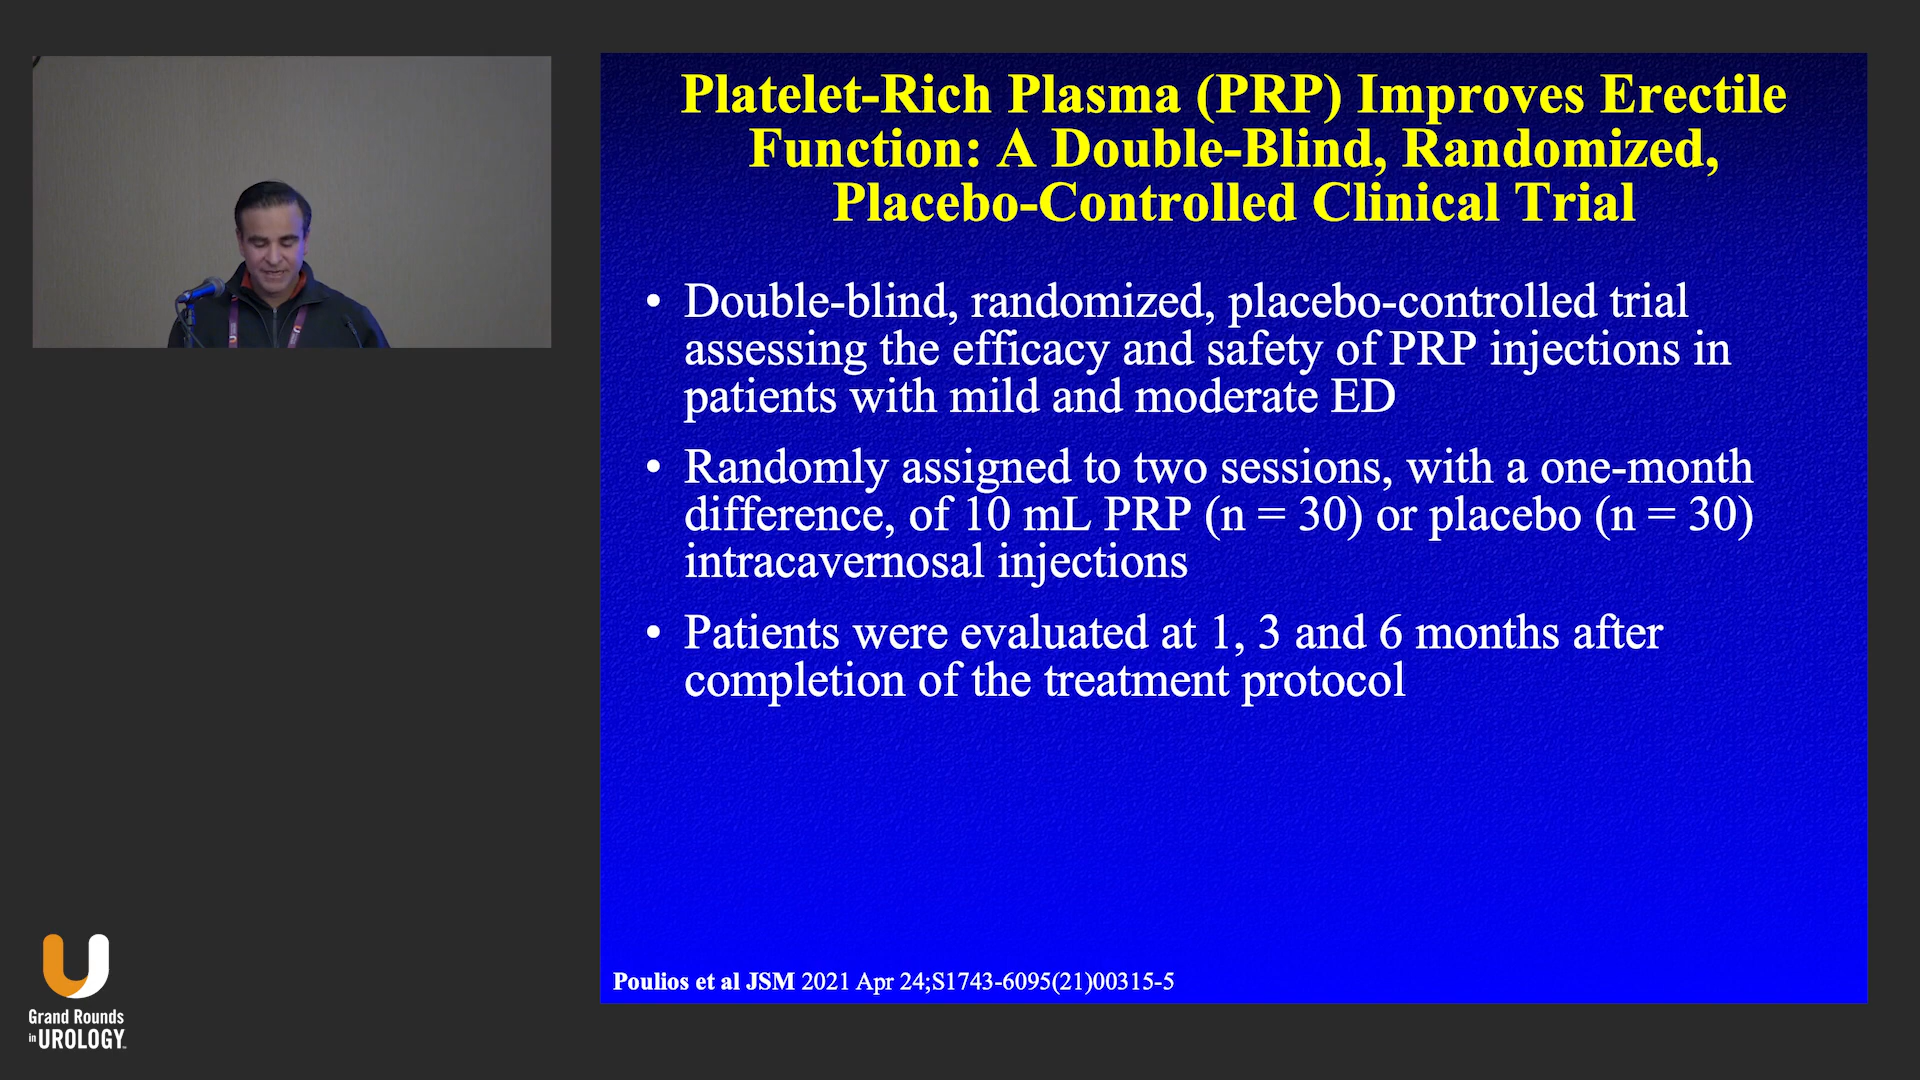 Platelet-Rich Plasma (PRP) Improves Erectile
Function: A Double-Blind, Randomized,
Placebo-Controlled Clinical Trial
• Double-blind, randomized, placebo-controlled trial
assessing the efficacy and safety of PRP injections in
patients with mild and moderate ED
• Randomly assigned to two sessions, with a one-month
difference, of 10 mL PRP (n = 30) or placebo (n = 30)
intracavernosal injections
• Patients were evaluated at 1, 3 and 6 months after
completion of the treatment protocol
Poulios et al JSM 2021 Apr 24;S1743-6095(21)00315-5
Grand Rounds
in UROLOGY